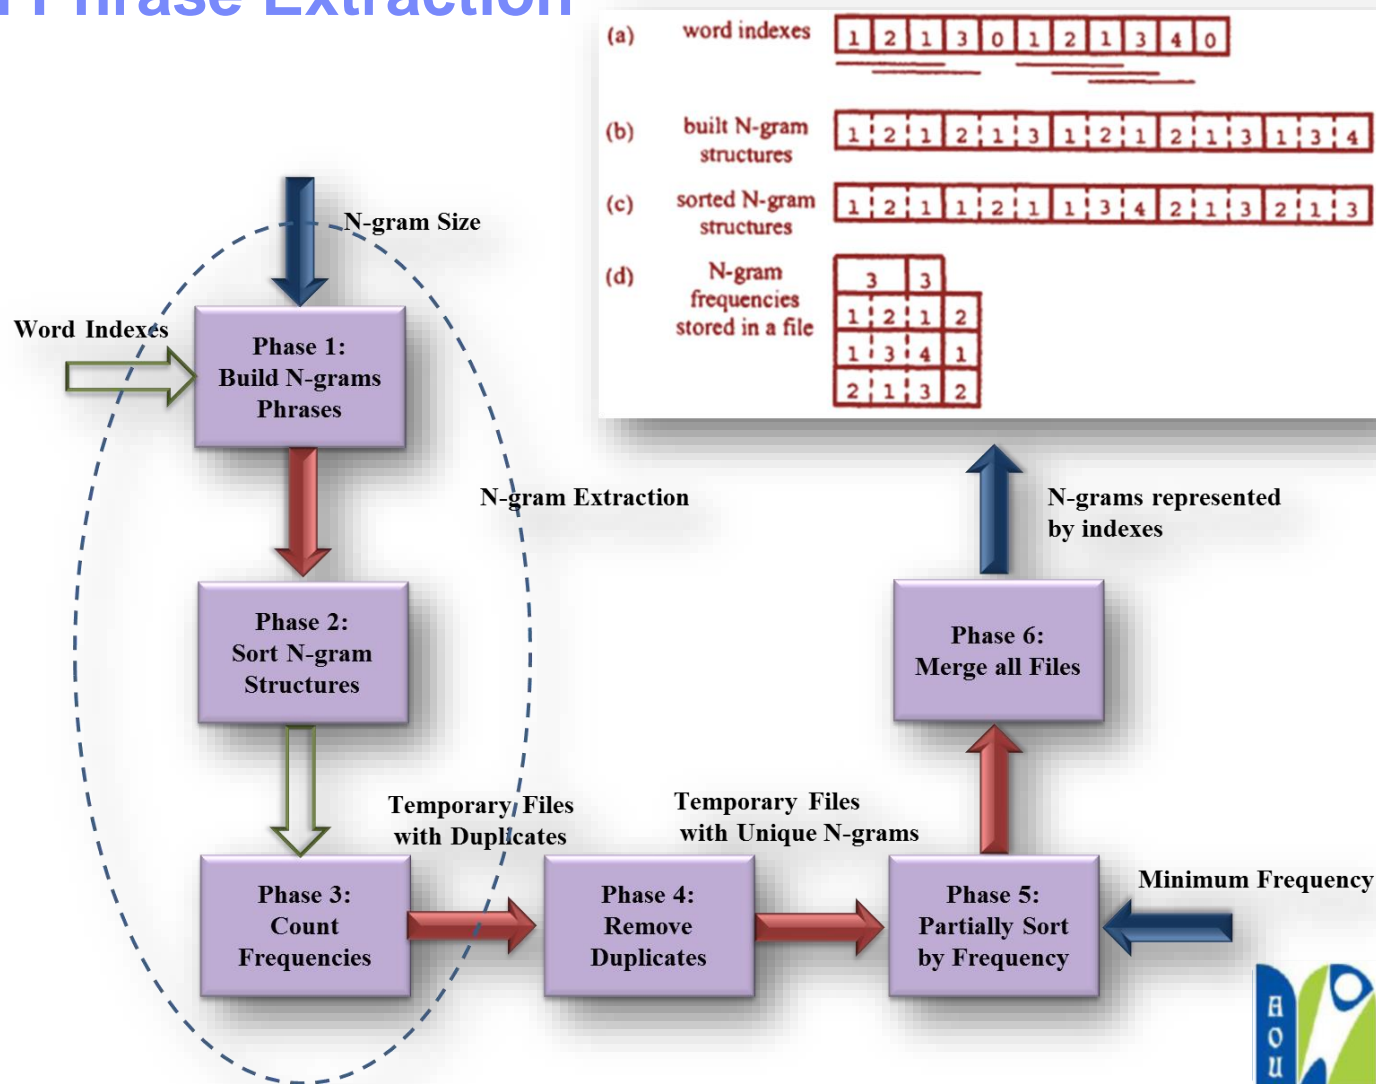 Phrase Extraction
(a) word indexes 1 2 1 3 0 1 2 1 3 4 0
(b) built N-gram 1 2 1 2 1 3 1 2 1 2 1 3 1 3 4
structures
(c) sorted N-gram 1 2 1 1 2 1 1 3 4 2 1 3 2 1 3
structures
(d) N-gram 3 3
frequencies 1 2 1 2
stored in a file 1 3 4 1
2 1 3 2
N-gram Size
Word Indexes
Phase 1:
Build N-grams
Phrases
N-gram Extraction
N-grams represented
by indexes
Phase 2:
Sort N-gram
Structures
Phase 6:
Merge all Files
Temporary Files
with Duplicates
Temporary Files
with Unique N-grams
Minimum Frequency
Phase 3:
Count
Frequencies
Phase 4:
Remove
Duplicates
Phase 5:
Partially Sort
by Frequency
AOU